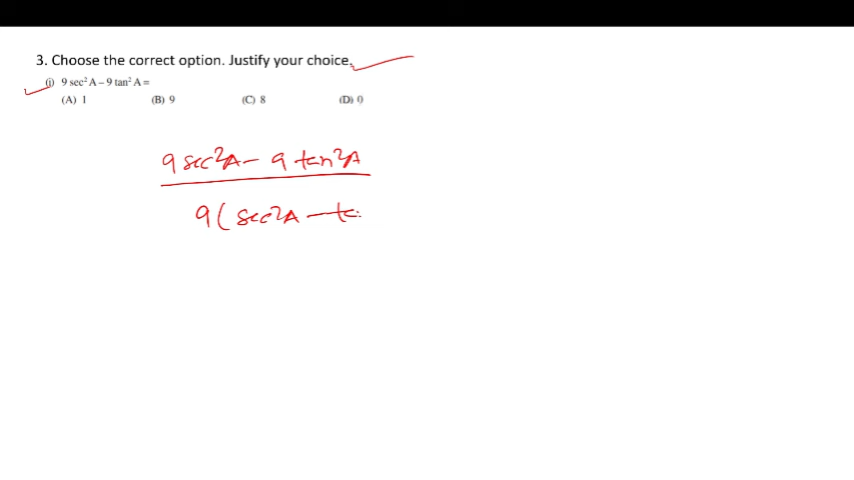 3. Choose the correct option. Justify your choice.
(i) 9 sec² A – 9 tan² A =
(A) 1 (B) 9 (C) 8 (D) 0
9 sec²A – 9 tan²A
9 ( sec²A – ta